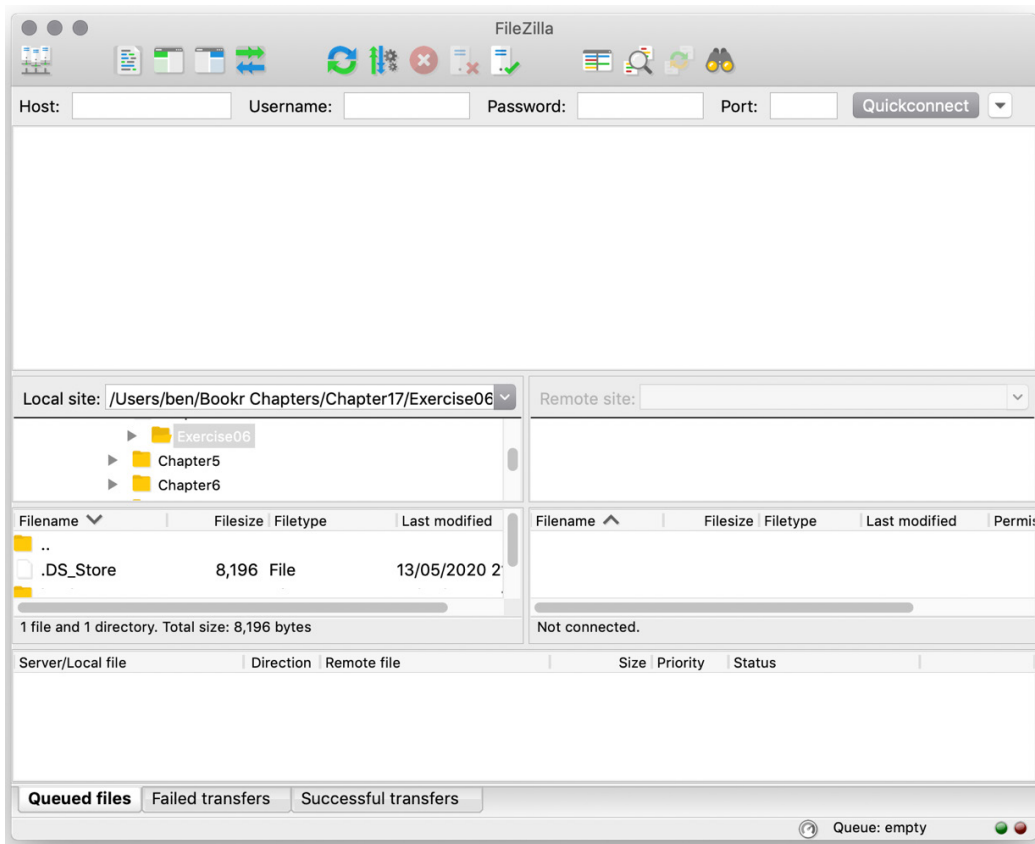 FileZilla
Host: Username: Password: Port: Quickconnect
Local site: /Users/ben/Bookr Chapters/Chapter17/Exercise06
Remote site:
Exercise06
Chapter5
Chapter6
Filename Filesize Filetype Last modified
..
.DS_Store 8,196 File 13/05/2020 2
1 file and 1 directory. Total size: 8,196 bytes
Filename Filesize Filetype Last modified Permis
Not connected.
Server/Local file Direction Remote file Size Priority Status
Queued files Failed transfers Successful transfers
Queue: empty